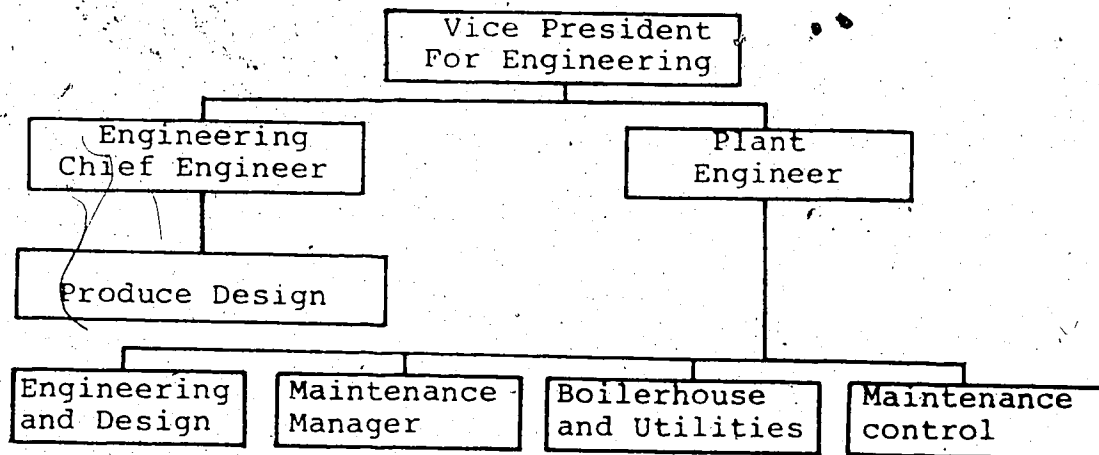 Vice President
For Engineering
Engineering
Chief Engineer
Plant
Engineer
Produce Design
Engineering
and Design
Maintenance
Manager
Boilerhouse
and Utilities
Maintenance
control